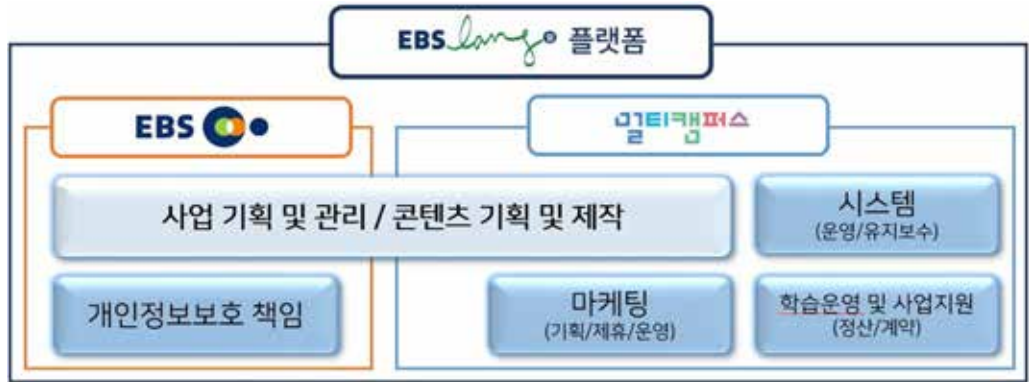 EBS lang 플랫폼
EBS
멀티캠퍼스
사업 기획 및 관리 / 콘텐츠 기획 및 제작
시스템
(운영/유지보수)
개인정보보호 책임
마케팅
(기획/제휴/운영)
학습운영 및 사업지원
(정산/계약)